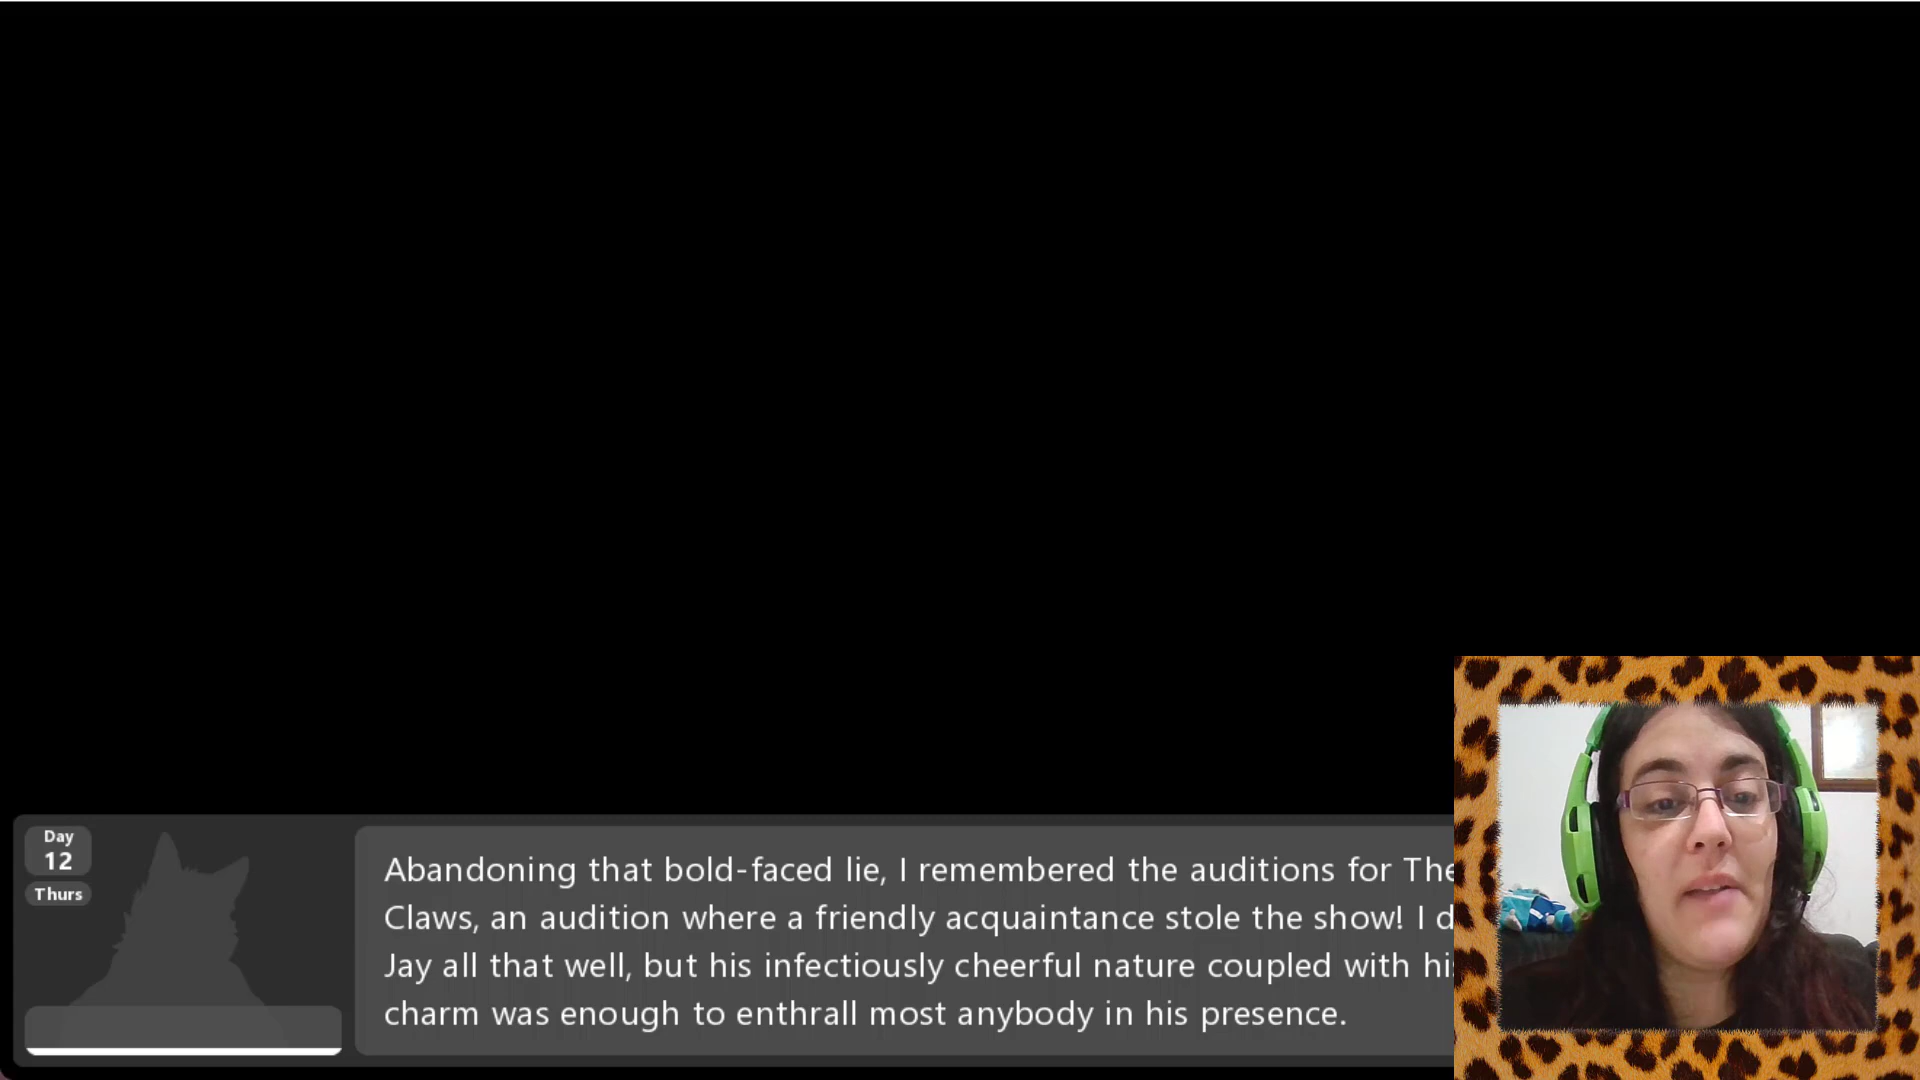 Day
12
Thurs
Abandoning that bold-faced lie, I remembered the auditions for The
Claws, an audition where a friendly acquaintance stole the show! I
Jay all that well, but his infectiously cheerful nature coupled with
charm was enough to enthrall most anybody in his presence.